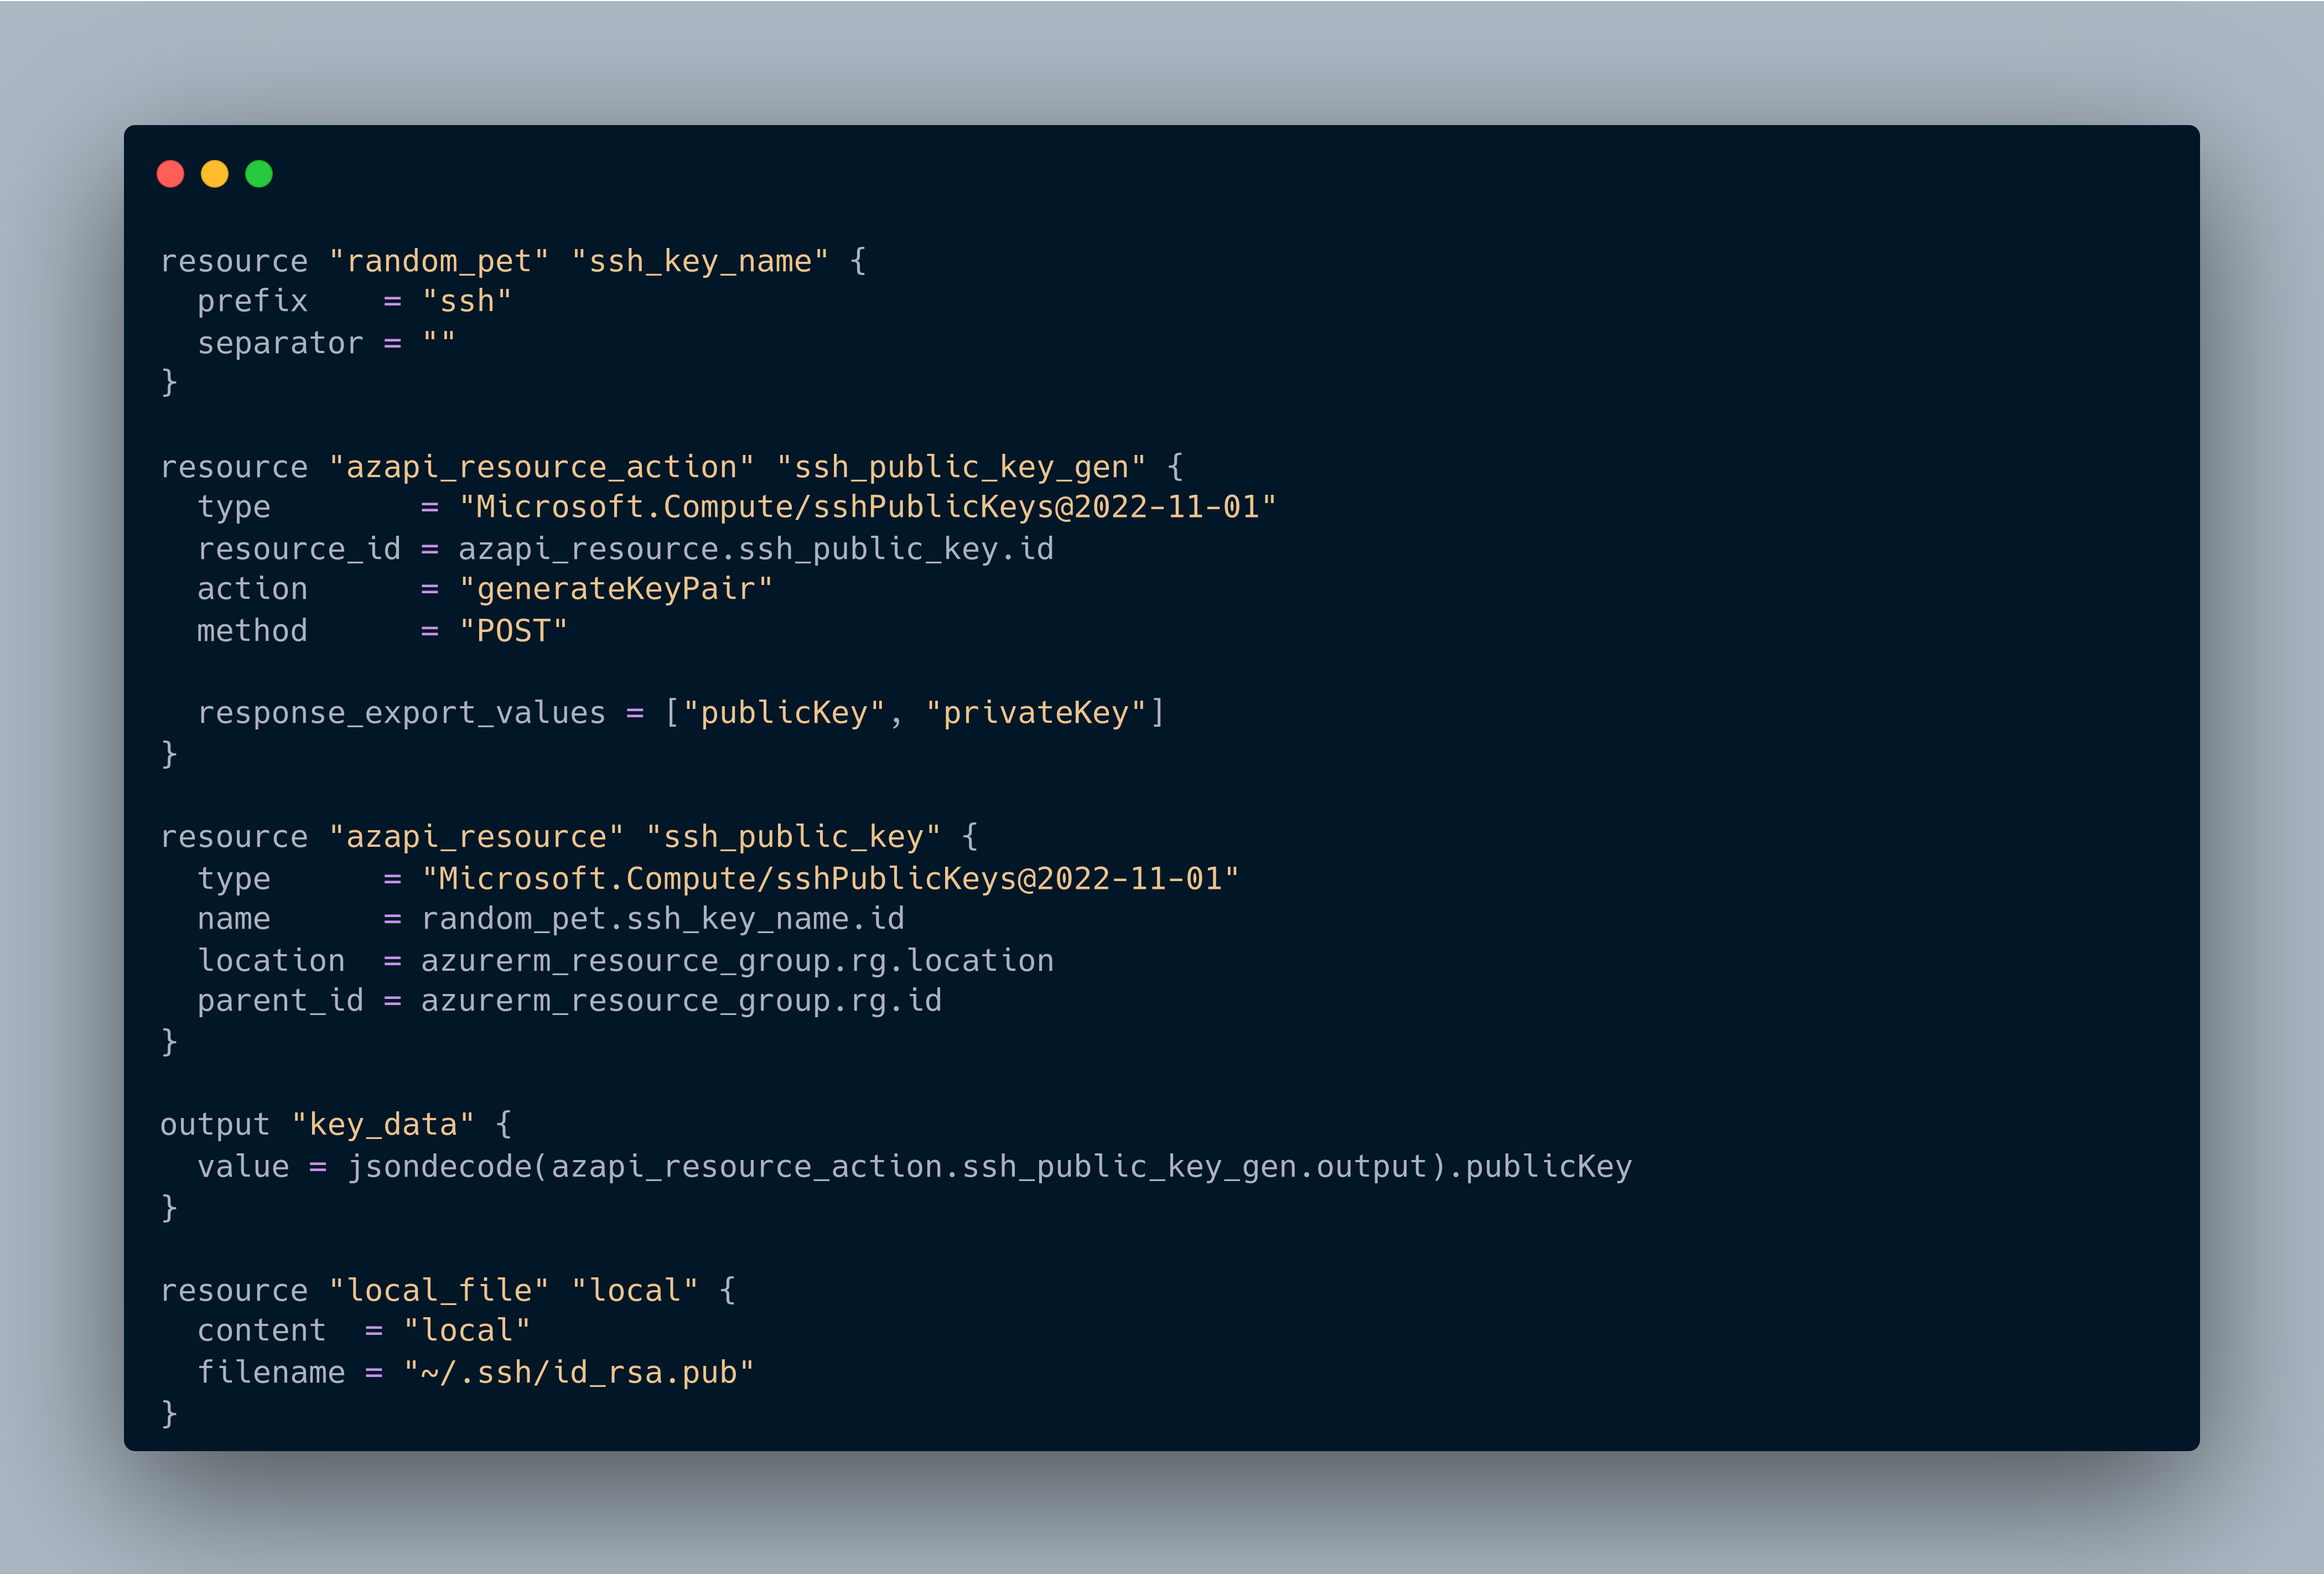 resource "random_pet" "ssh_key_name" {
  prefix    = "ssh"
  separator = ""
}

resource "azapi_resource_action" "ssh_public_key_gen" {
  type        = "Microsoft.Compute/sshPublicKeys@2022-11-01"
  resource_id = azapi_resource.ssh_public_key.id
  action      = "generateKeyPair"
  method      = "POST"

  response_export_values = ["publicKey", "privateKey"]
}

resource "azapi_resource" "ssh_public_key" {
  type      = "Microsoft.Compute/sshPublicKeys@2022-11-01"
  name      = random_pet.ssh_key_name.id
  location  = azurerm_resource_group.rg.location
  parent_id = azurerm_resource_group.rg.id
}

output "key_data" {
  value = jsondecode(azapi_resource_action.ssh_public_key_gen.output).publicKey
}

resource "local_file" "local" {
  content  = "local"
  filename = "~/.ssh/id_rsa.pub"
}